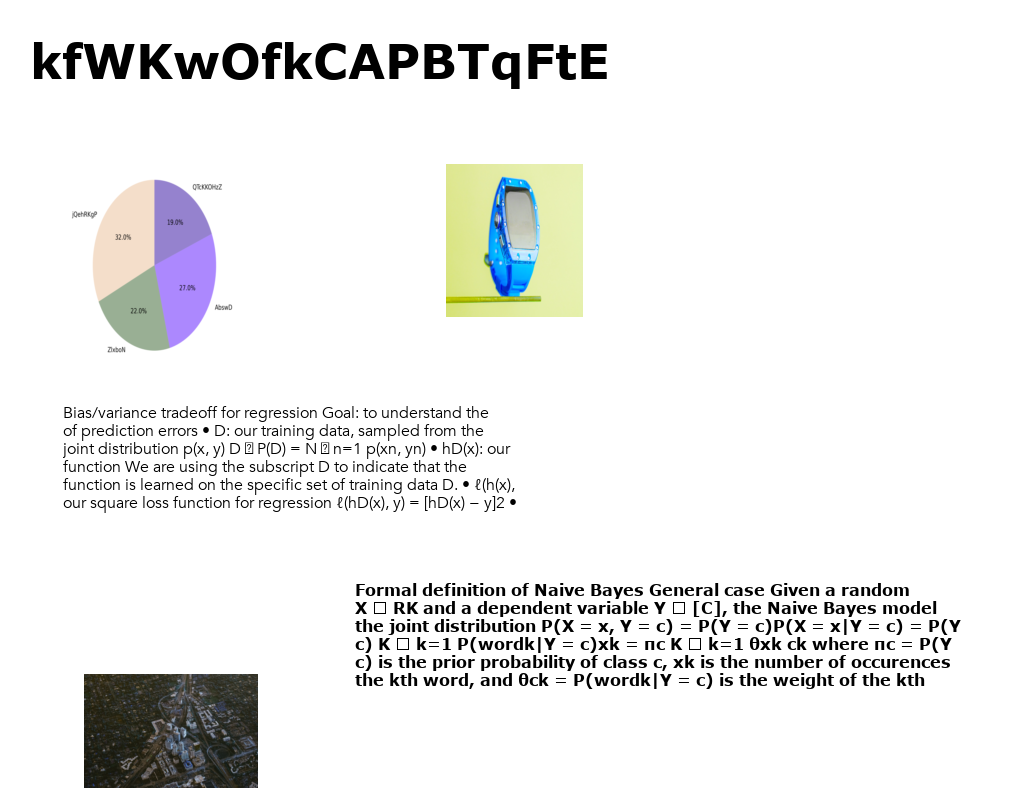 kfWKwOfkCAPBTqFtE
QTcKKOHzZ
jQehRKgP
19.0%
32.0%
27.0%
AbswD
22.0%
ZlxboN
Bias/variance tradeoff for regression Goal: to understand the
of prediction errors • D: our training data, sampled from the
joint distribution p(x, y) D � P(D) = N � n=1 p(xn, yn) • hD(x): our
function We are using the subscript D to indicate that the
function is learned on the specific set of training data D. • ℓ(h(x),
our square loss function for regression ℓ(hD(x), y) = [hD(x) − y]2 •
Formal definition of Naive Bayes General case Given a random
X □ RK and a dependent variable Y □ [C], the Naive Bayes model
the joint distribution P(X = x, Y = c) = P(Y = c)P(X = x|Y = c) = P(Y
c) K □ k=1 P(wordk|Y = c)xk = πc K □ k=1 θxk ck where πc = P(Y
c) is the prior probability of class c, xk is the number of occurences
the kth word, and θck = P(wordk|Y = c) is the weight of the kth